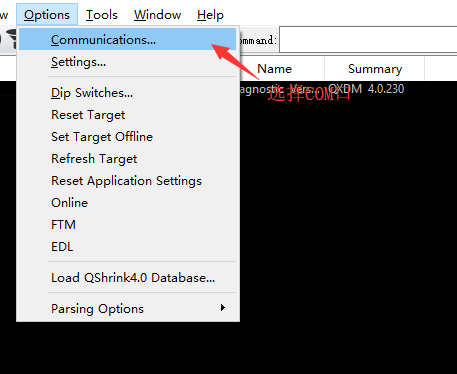 w Options Tools Window Help
Communications...
ommand:
Settings...
Name Summary
Dip Switches...
agnostic Vers.. QXDM 4.0.230
选择COM口
Reset Target
Set Target Offline
Refresh Target
Reset Application Settings
Online
FTM
EDL
Load QShrink4.0 Database...
Parsing Options